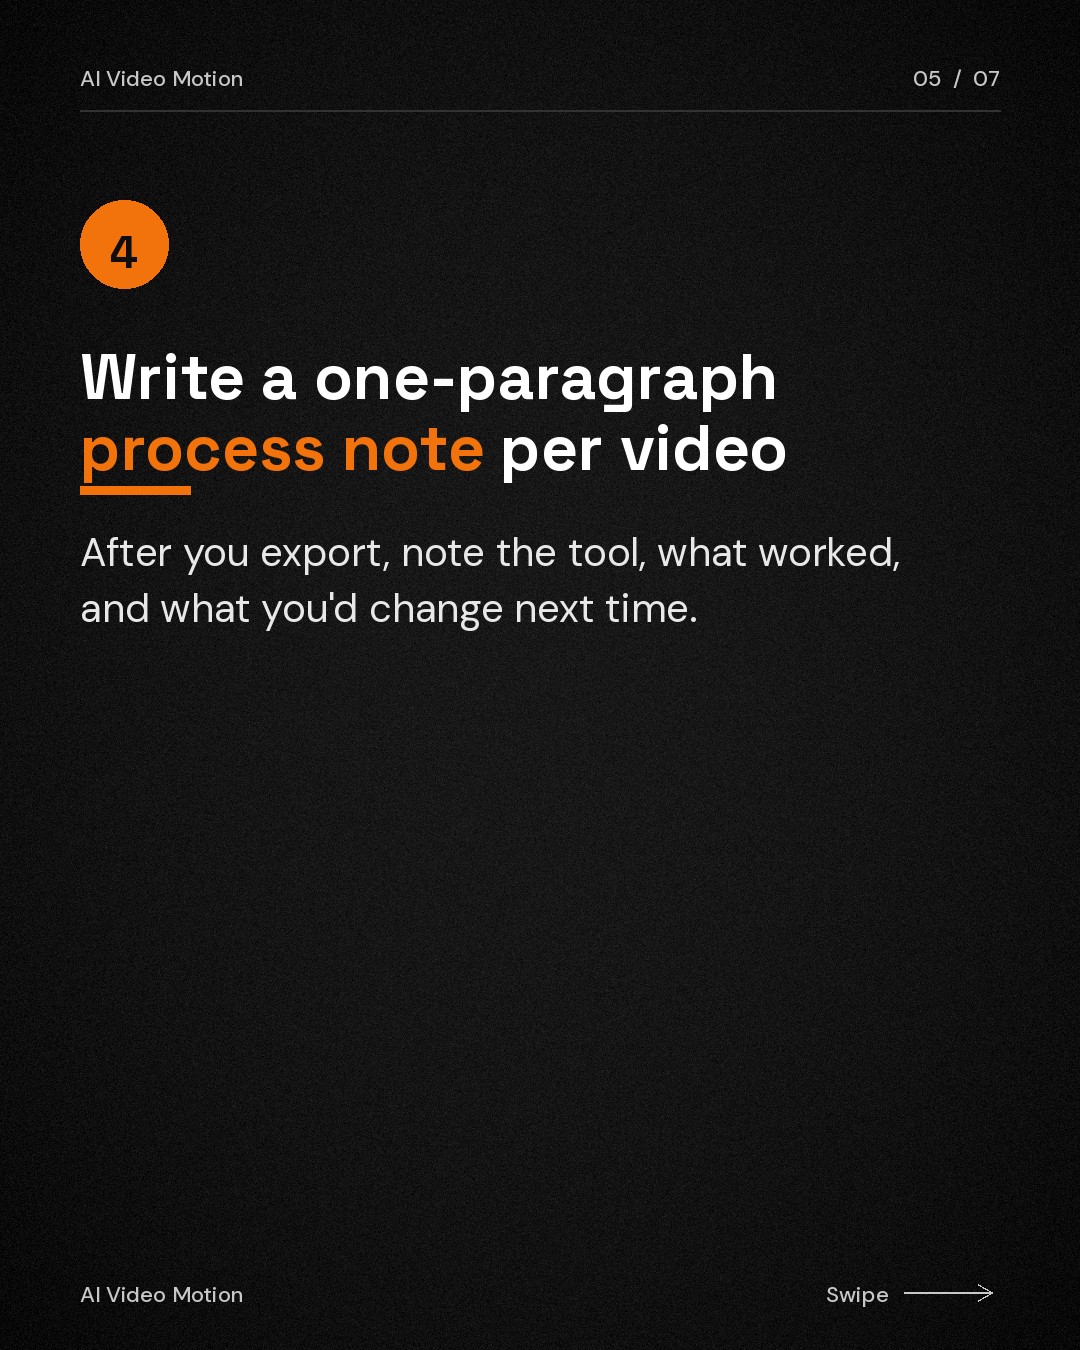 AI Video Motion
05 / 07
4
Write a one-paragraph
process note per video
After you export, note the tool, what worked,
and what you'd change next time.
AI Video Motion
Swipe